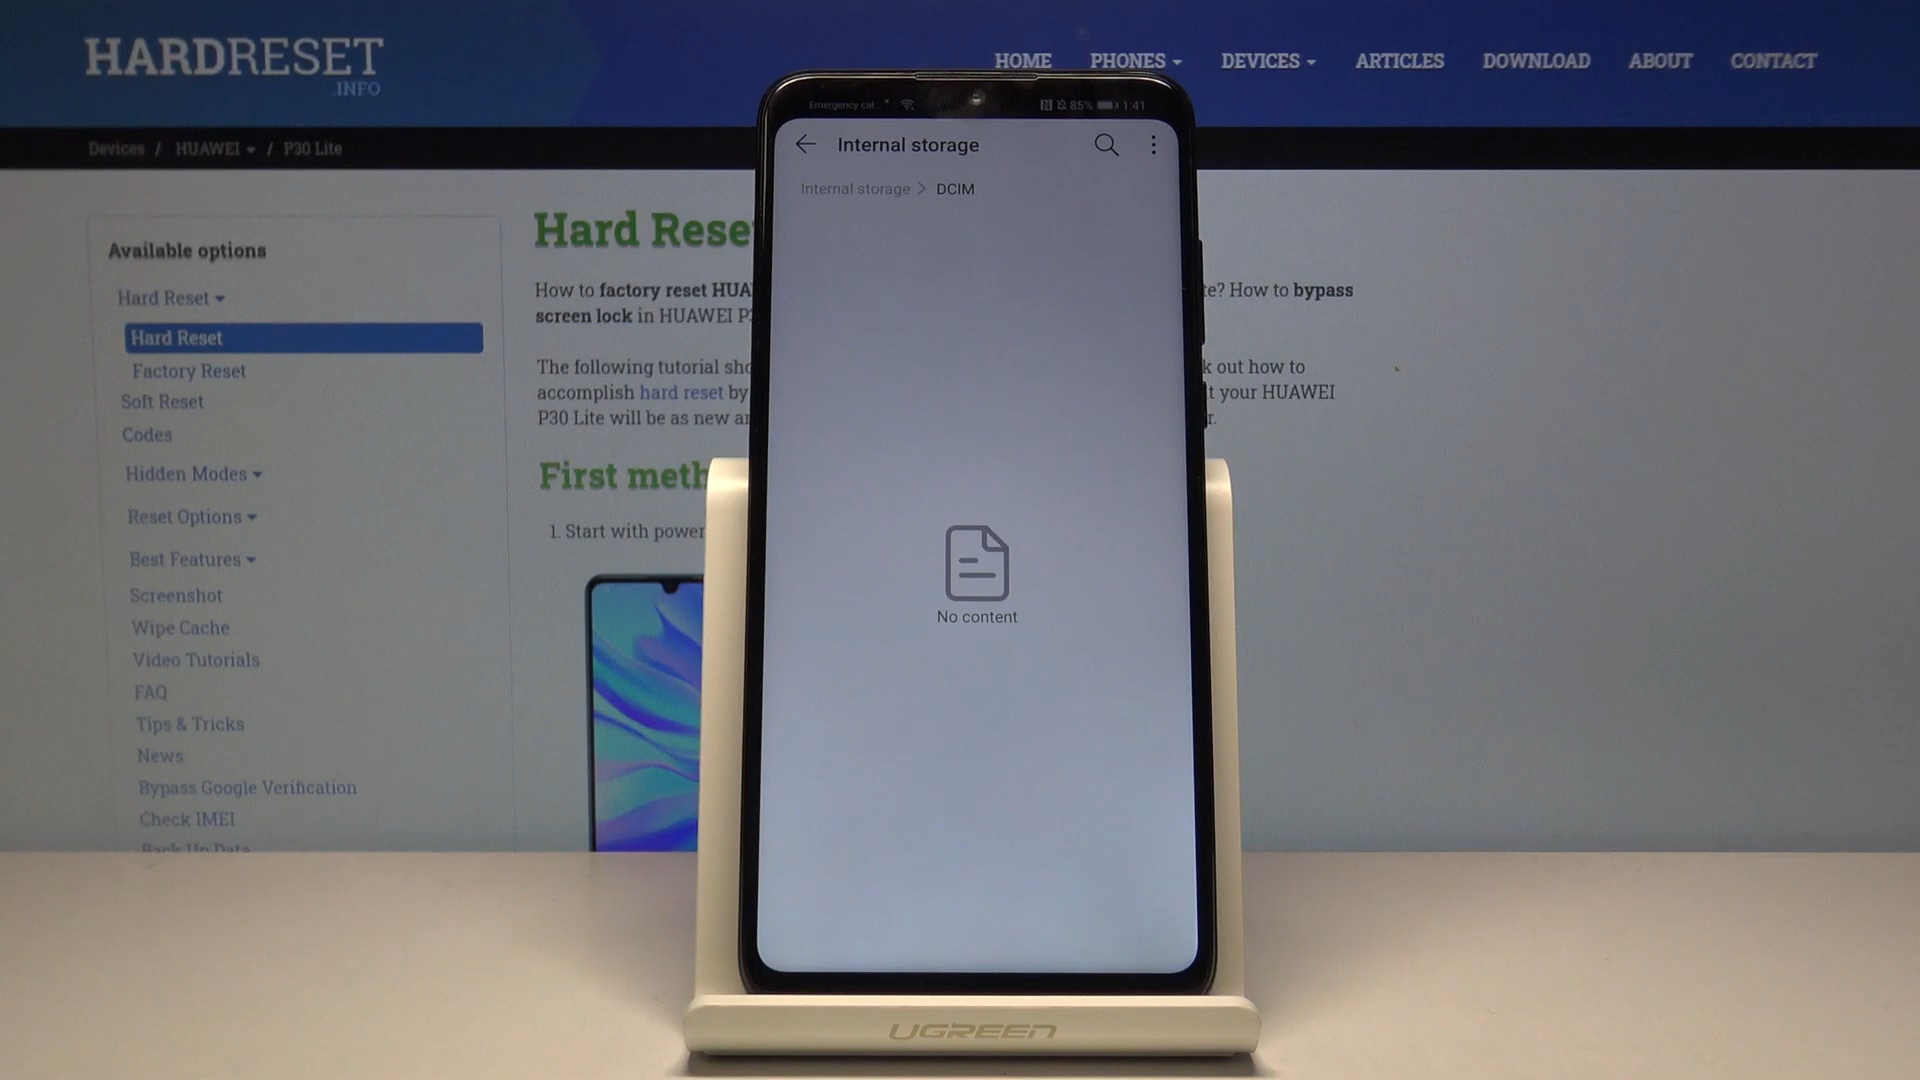 HARDRESET
.INFO
HOME PHONES DEVICES ARTICLES DOWNLOAD ABOUT CONTACT
Devices / HUAWEI / P30 Lite
Available options
Hard Reset
Hard Reset
Factory Reset
Soft Reset
Codes
Hidden Modes
Reset Options
Best Features
Screenshot
Wipe Cache
Video Tutorials
FAQ
Tips & Tricks
News
Bypass Google Verification
Check IMEI
Back Up Data
Hard Rese
How to factory reset HUA
te? How to bypass
screen lock in HUAWEI P3
The following tutorial sho
k out how to
accomplish hard reset by
t your HUAWEI
P30 Lite will be as new an
r.
First meth
1. Start with power
Emergency cal.. 85% 1:41
Internal storage
Internal storage > DCIM
No content
UGREEN